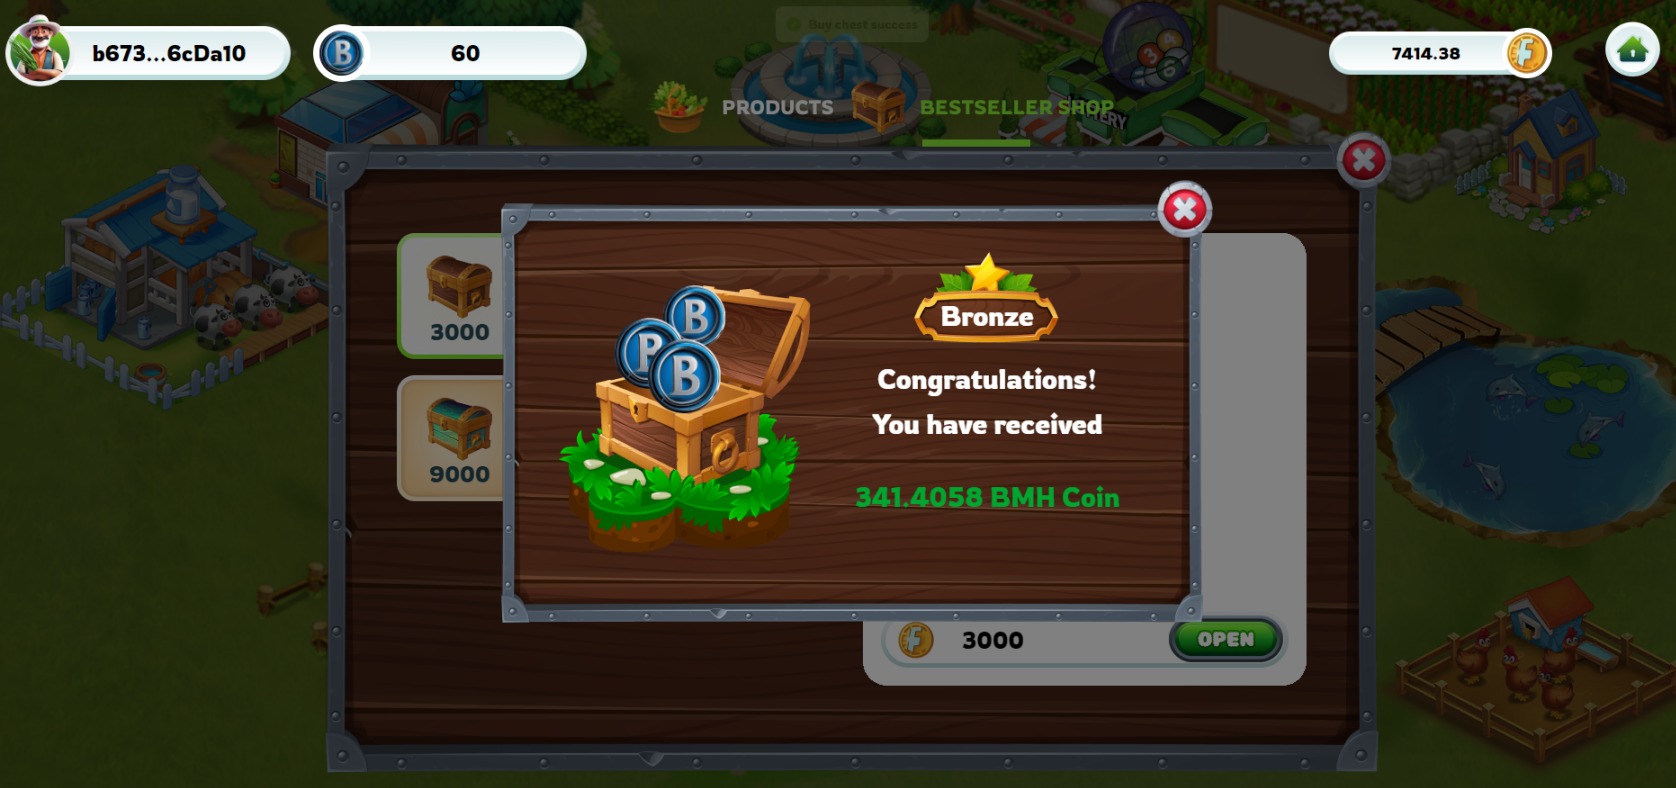 Buy chest success
b673...6cDa10
60
7414.38
PRODUCTS
BESTSELLER SHOP
3000
9000
B
B
B
Bronze
Congratulations!
You have received
341.4058 BMH Coin
3000
OPEN